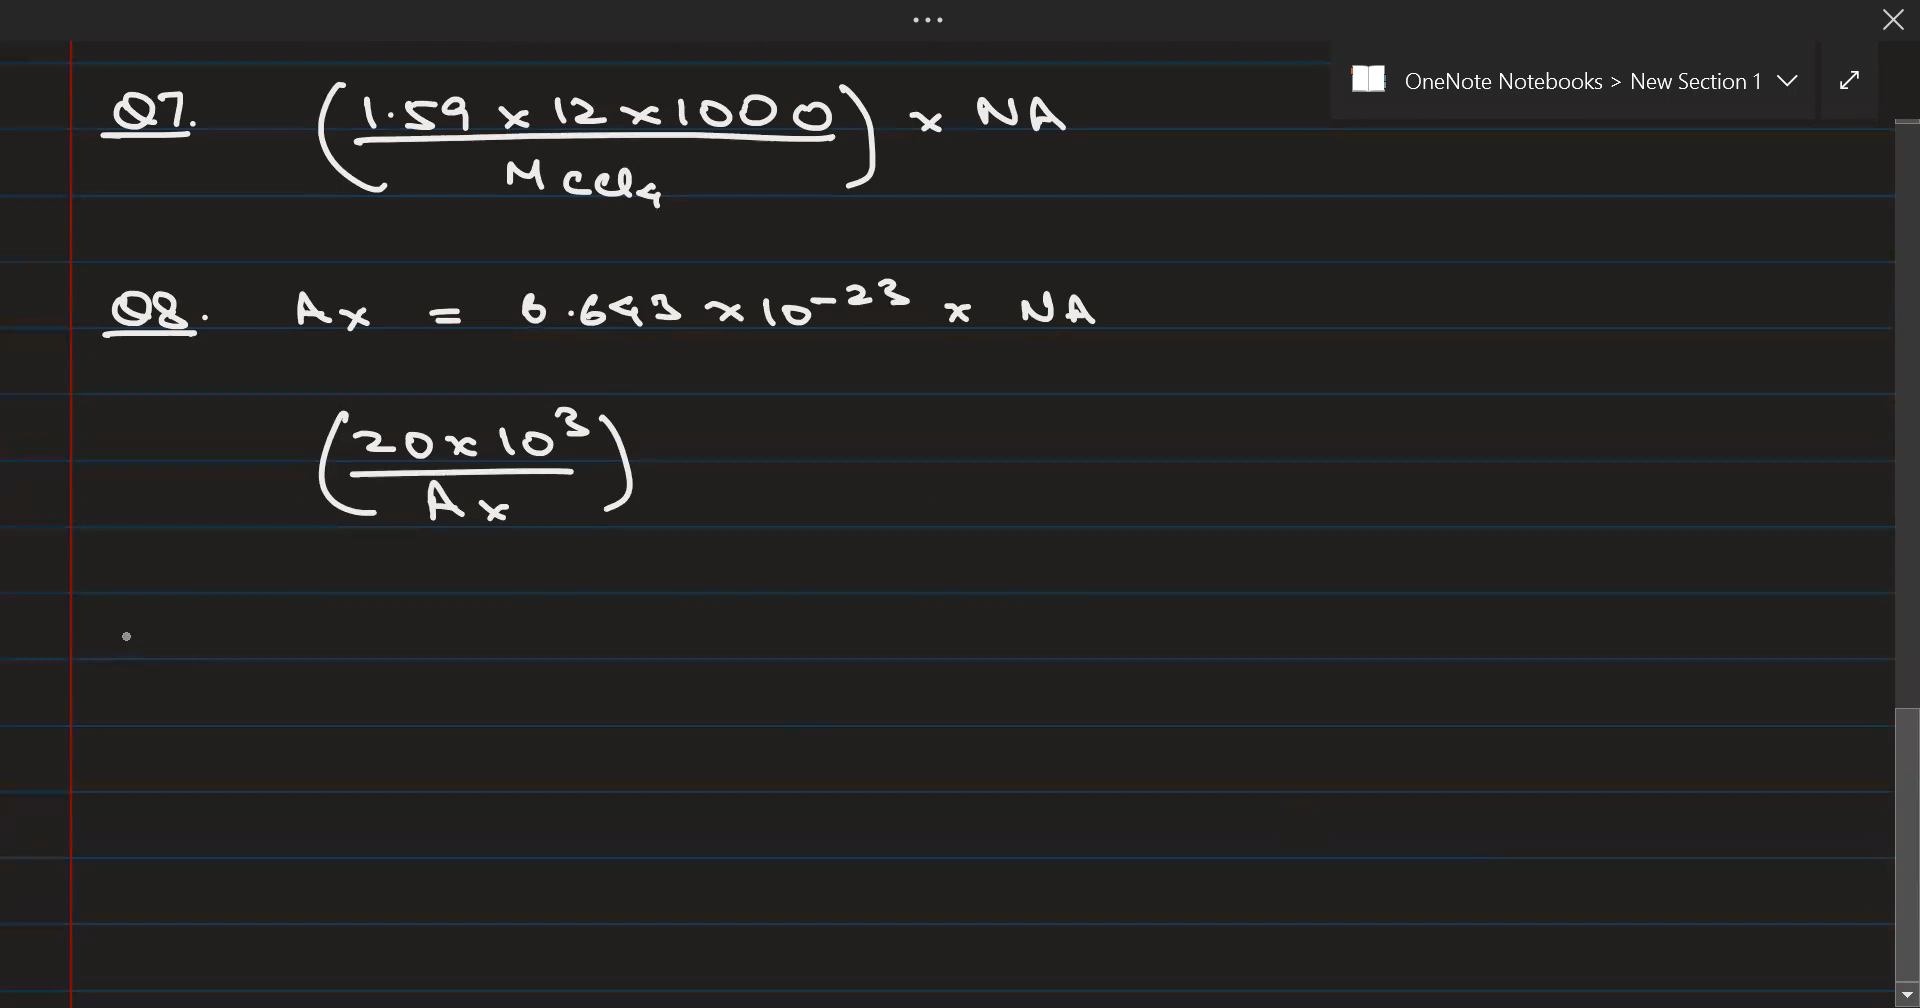 ...
OneNote Notebooks > New Section 1
Q7. (1.59 x 12 x 1000 / MCCl4) x NA
Q8. Ax = 6.643 x 10^-23 x NA
(20 x 10^3 / Ax)